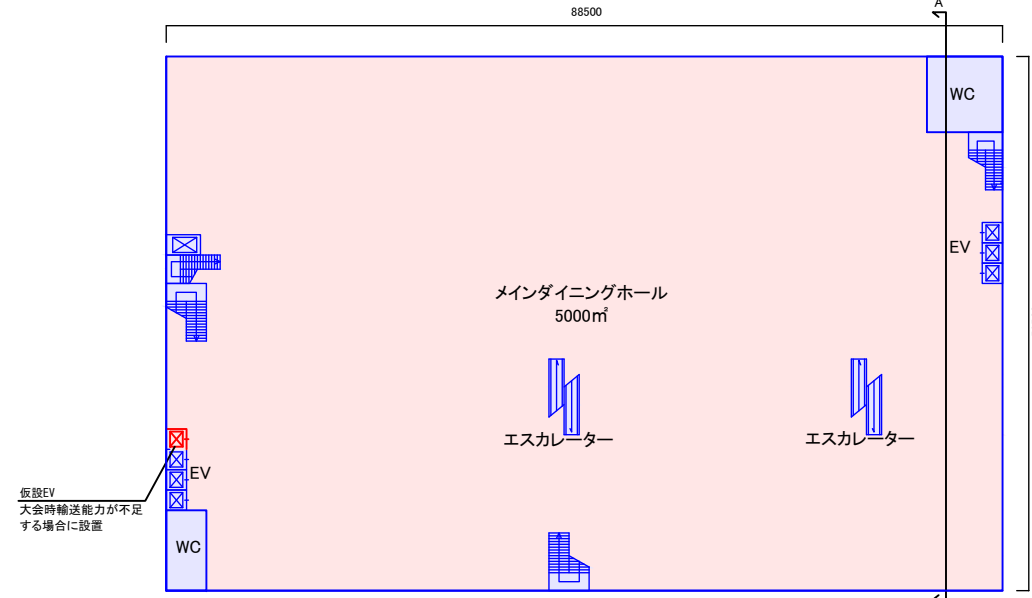 A
88500
WC
EV
メインダイニングホール
5000㎡
エスカレーター
エスカレーター
EV
仮設EV
大会時輸送能力が不足
する場合に設置
WC